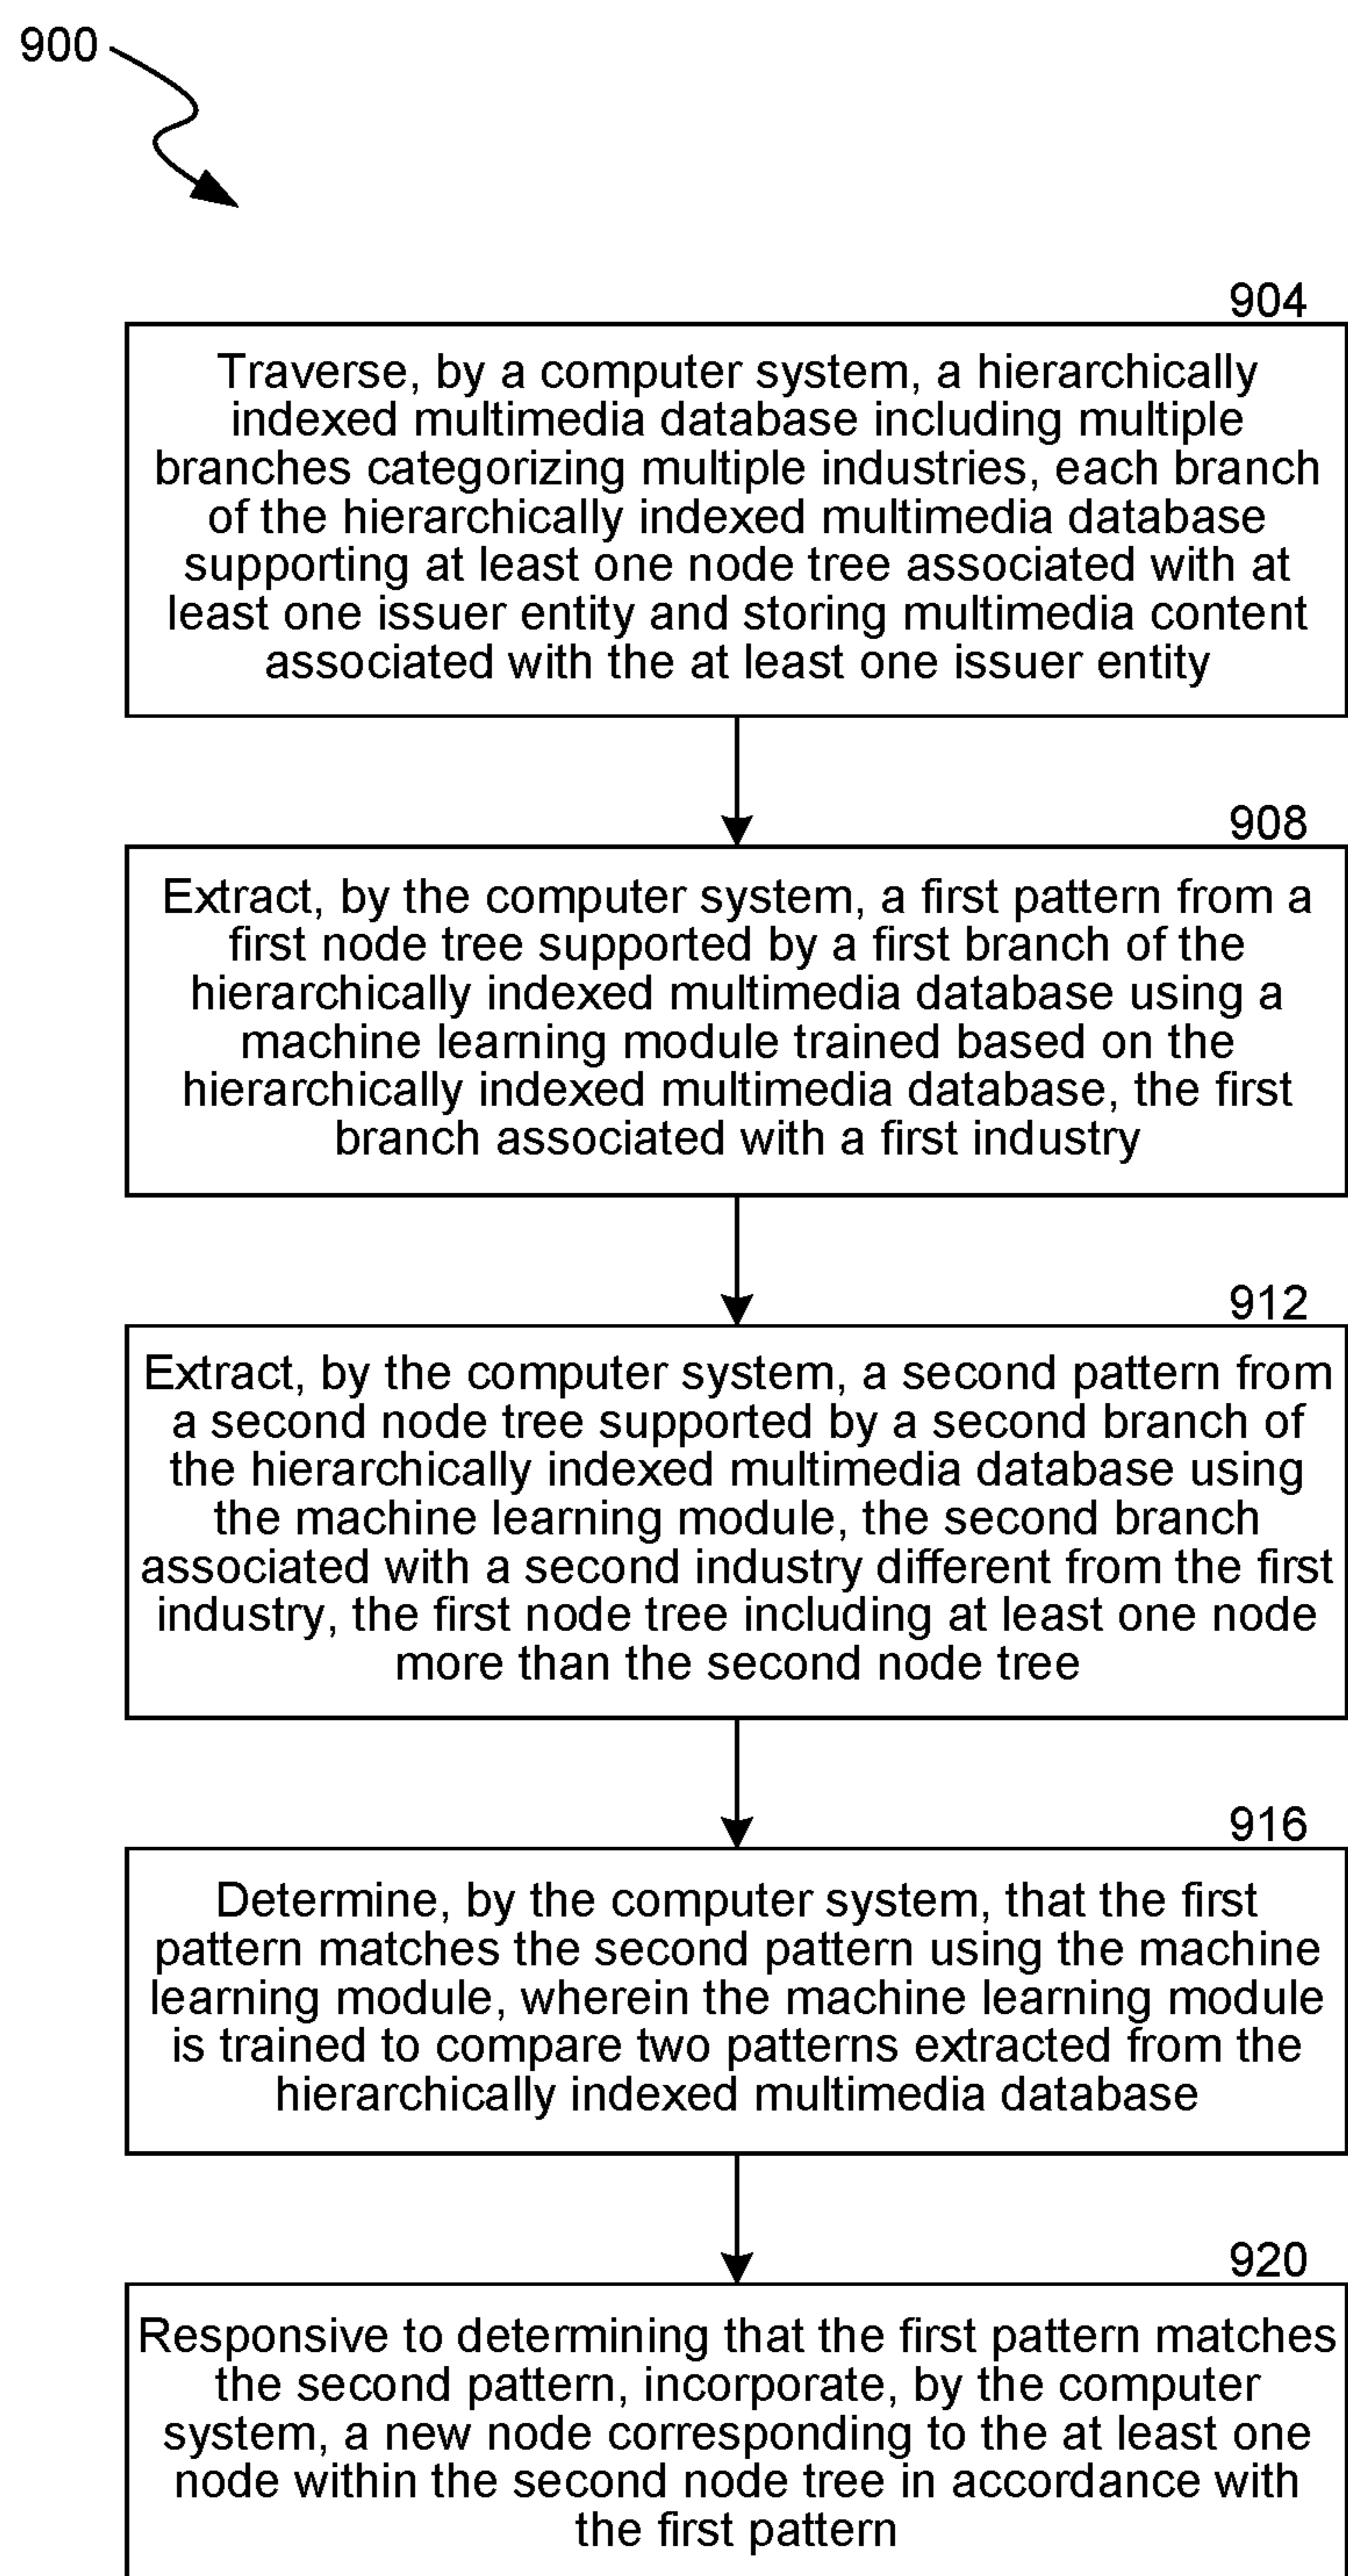 900
904
Traverse, by a computer system, a hierarchically
indexed multimedia database including multiple
branches categorizing multiple industries, each branch
of the hierarchically indexed multimedia database
supporting at least one node tree associated with at
least one issuer entity and storing multimedia content
associated with the at least one issuer entity
908
Extract, by the computer system, a first pattern from a
first node tree supported by a first branch of the
hierarchically indexed multimedia database using a
machine learning module trained based on the
hierarchically indexed multimedia database, the first
branch associated with a first industry
912
Extract, by the computer system, a second pattern from
a second node tree supported by a second branch of
the hierarchically indexed multimedia database using
the machine learning module, the second branch
associated with a second industry different from the first
industry, the first node tree including at least one node
more than the second node tree
916
Determine, by the computer system, that the first
pattern matches the second pattern using the machine
learning module, wherein the machine learning module
is trained to compare two patterns extracted from the
hierarchically indexed multimedia database
920
Responsive to determining that the first pattern matches
the second pattern, incorporate, by the computer
system, a new node corresponding to the at least one
node within the second node tree in accordance with
the first pattern